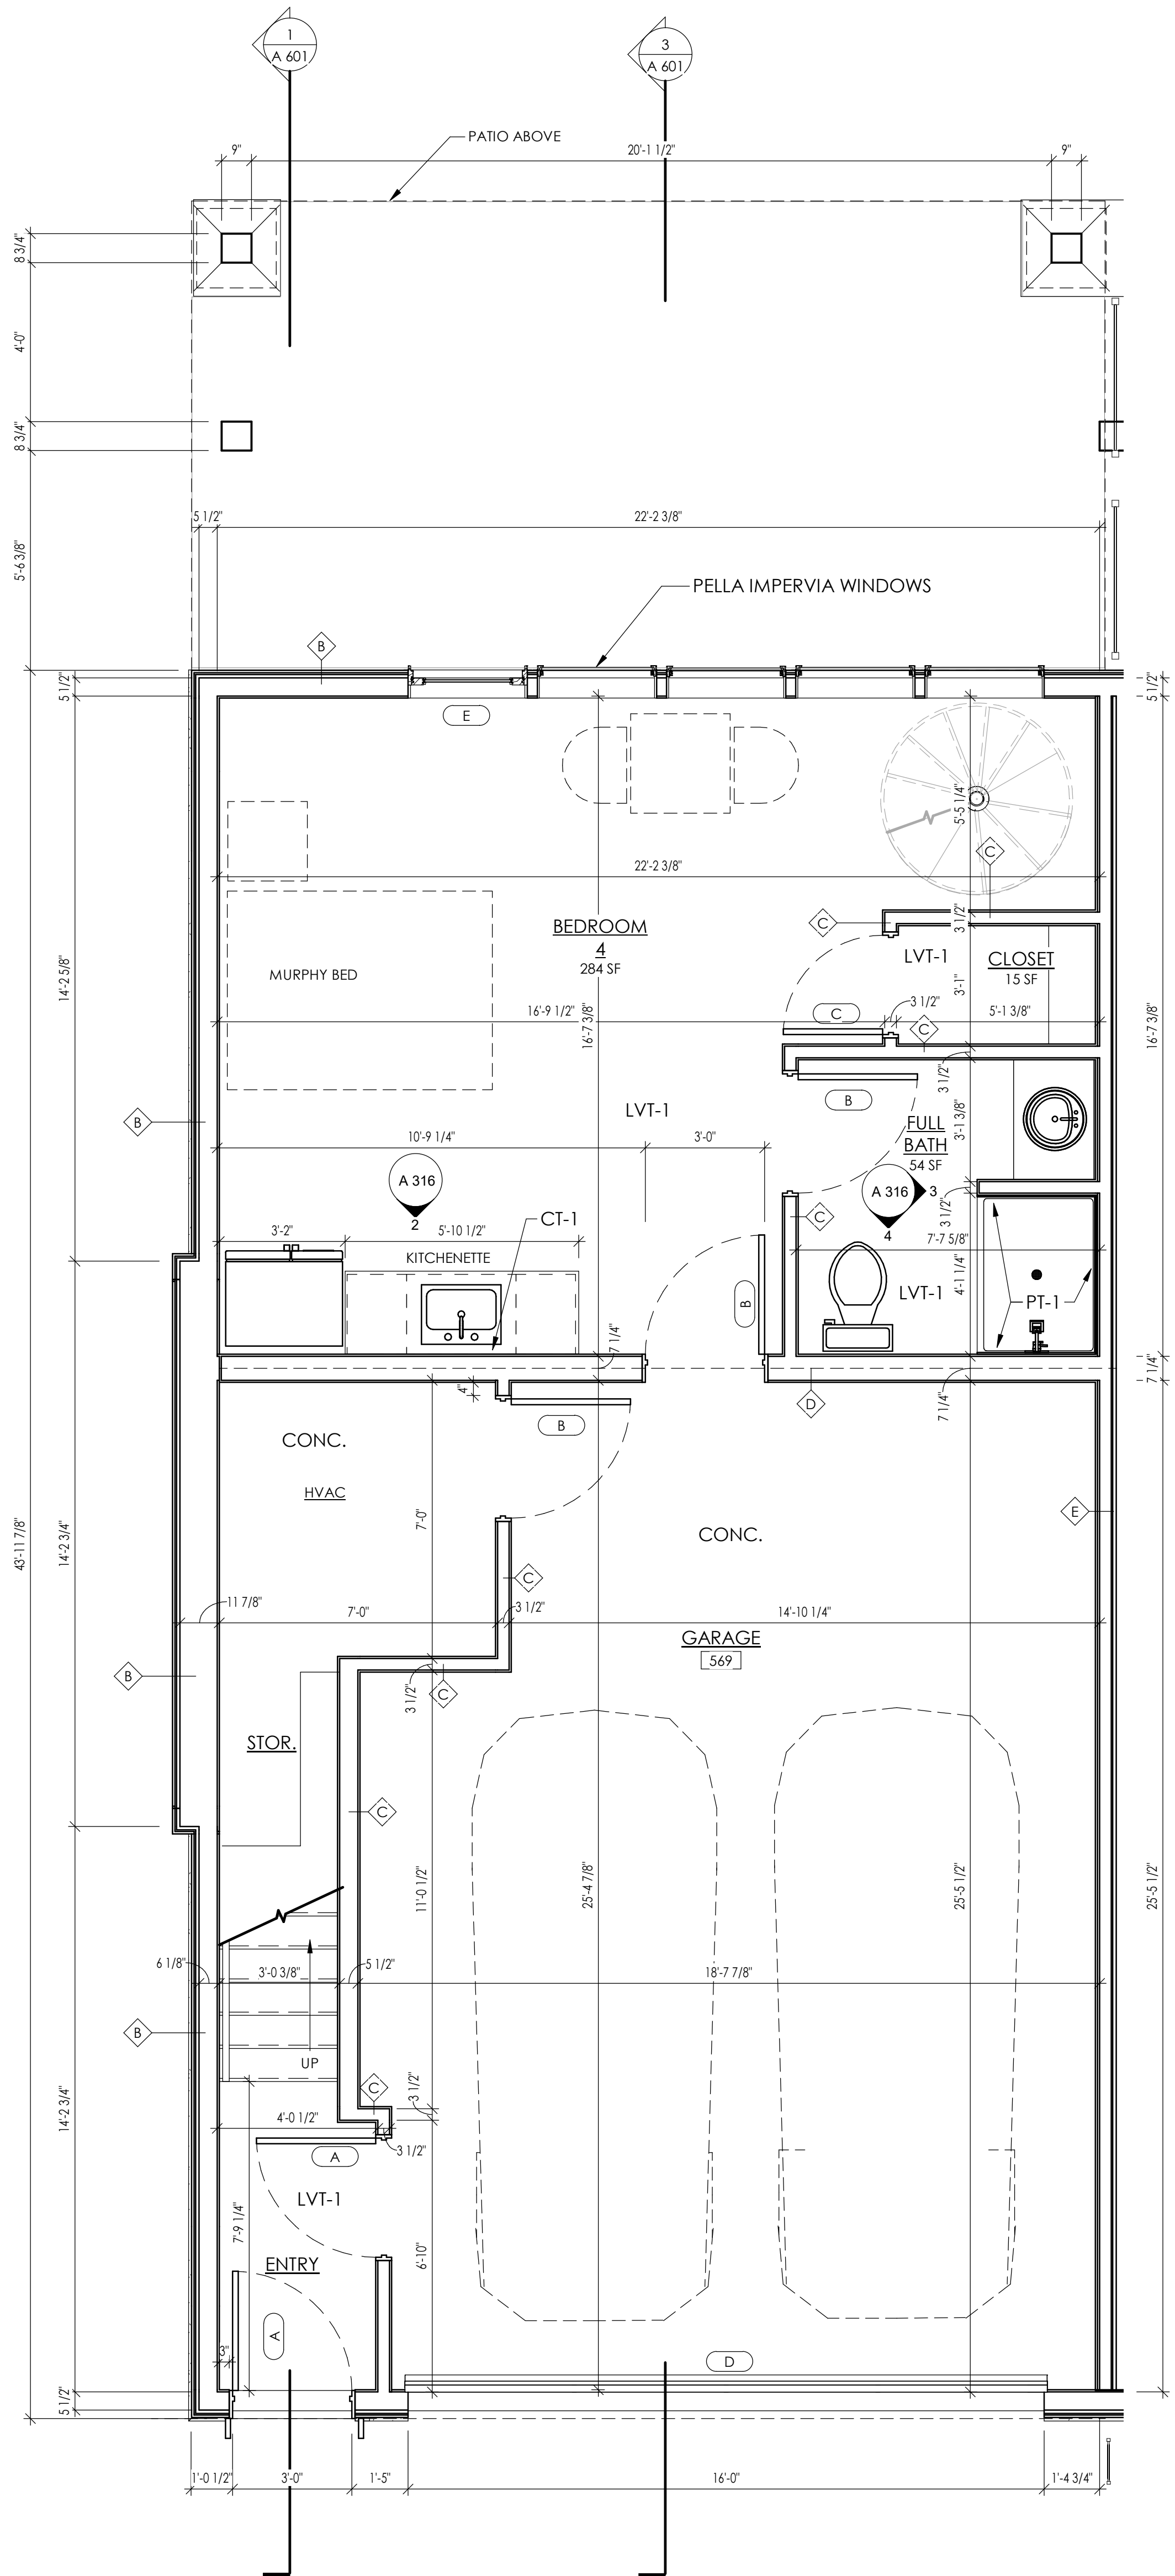 1
A 601
3
A 601
PATIO ABOVE
9"
20'-1 1/2"
9"
8 3/4"
4'-0"
8 3/4"
5'-6 3/8"
5 1/2"
22'-2 3/8"
PELLA IMPERVIA WINDOWS
B
5 1/2"
5 1/2"
E
5'-5 1/4"
C
22'-2 3/8"
3 1/2"
C
BEDROOM
4
284 SF
LVT-1
CLOSET
15 SF
MURPHY BED
14'-2 5/8"
3'-1"
16'-9 1/2"
16'-7 3/8"
C
3 1/2"
5'-1 3/8"
C
16'-7 3/8"
3 1/2"
B
LVT-1
B
FULL
BATH
54 SF
3'-1 3/8"
10'-9 1/4"
3'-0"
A 316
2
A 316
3
4
3 1/2"
C
CT-1
3'-2"
5'-10 1/2"
KITCHENETTE
7'-7 5/8"
4'-1 1/4"
LVT-1
PT-1
B
7 1/4"
7 1/4"
7 1/4"
4"
D
B
CONC.
HVAC
E
CONC.
7'-0"
43'-11 7/8"
14'-2 3/4"
C
11 7/8"
7'-0"
3 1/2"
14'-10 1/4"
GARAGE
569
B
3 1/2"
C
STOR.
C
11'-0 1/2"
25'-4 7/8"
25'-5 1/2"
25'-5 1/2"
6 1/8"
3'-0 3/8"
5 1/2"
18'-7 7/8"
B
UP
C
3 1/2"
14'-2 3/4"
4'-0 1/2"
3 1/2"
A
LVT-1
7'-9 1/4"
6'-10"
ENTRY
A
3"
D
5 1/2"
1'-0 1/2"
3'-0"
1'-5"
16'-0"
1'-4 3/4"